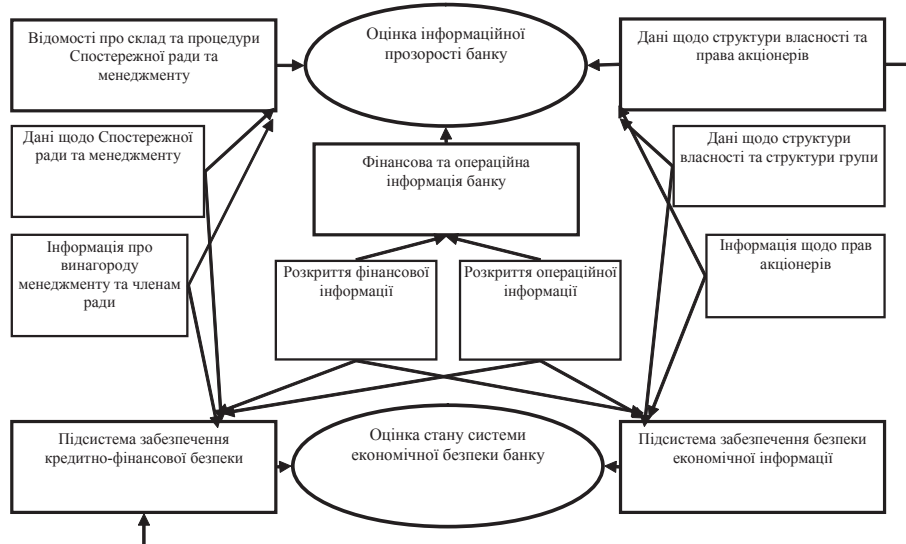 Відомості про склад та процедури
Спостережної ради та
менеджменту
Оцінка інформаційної
прозорості банку
Дані щодо структури власності та
права акціонерів
Дані щодо Спостережної
ради та менеджменту
Фінансова та операційна
інформація банку
Дані щодо структури
власності та структури групи
Інформація про
винагороду
менеджменту та членам
ради
Розкриття фінансової
інформації
Розкриття операційної
інформації
Інформація щодо прав
акціонерів
Підсистема забезпечення
кредитно-фінансової безпеки
Оцінка стану системи
економічної безпеки банку
Підсистема забезпечення безпеки
економічної інформації